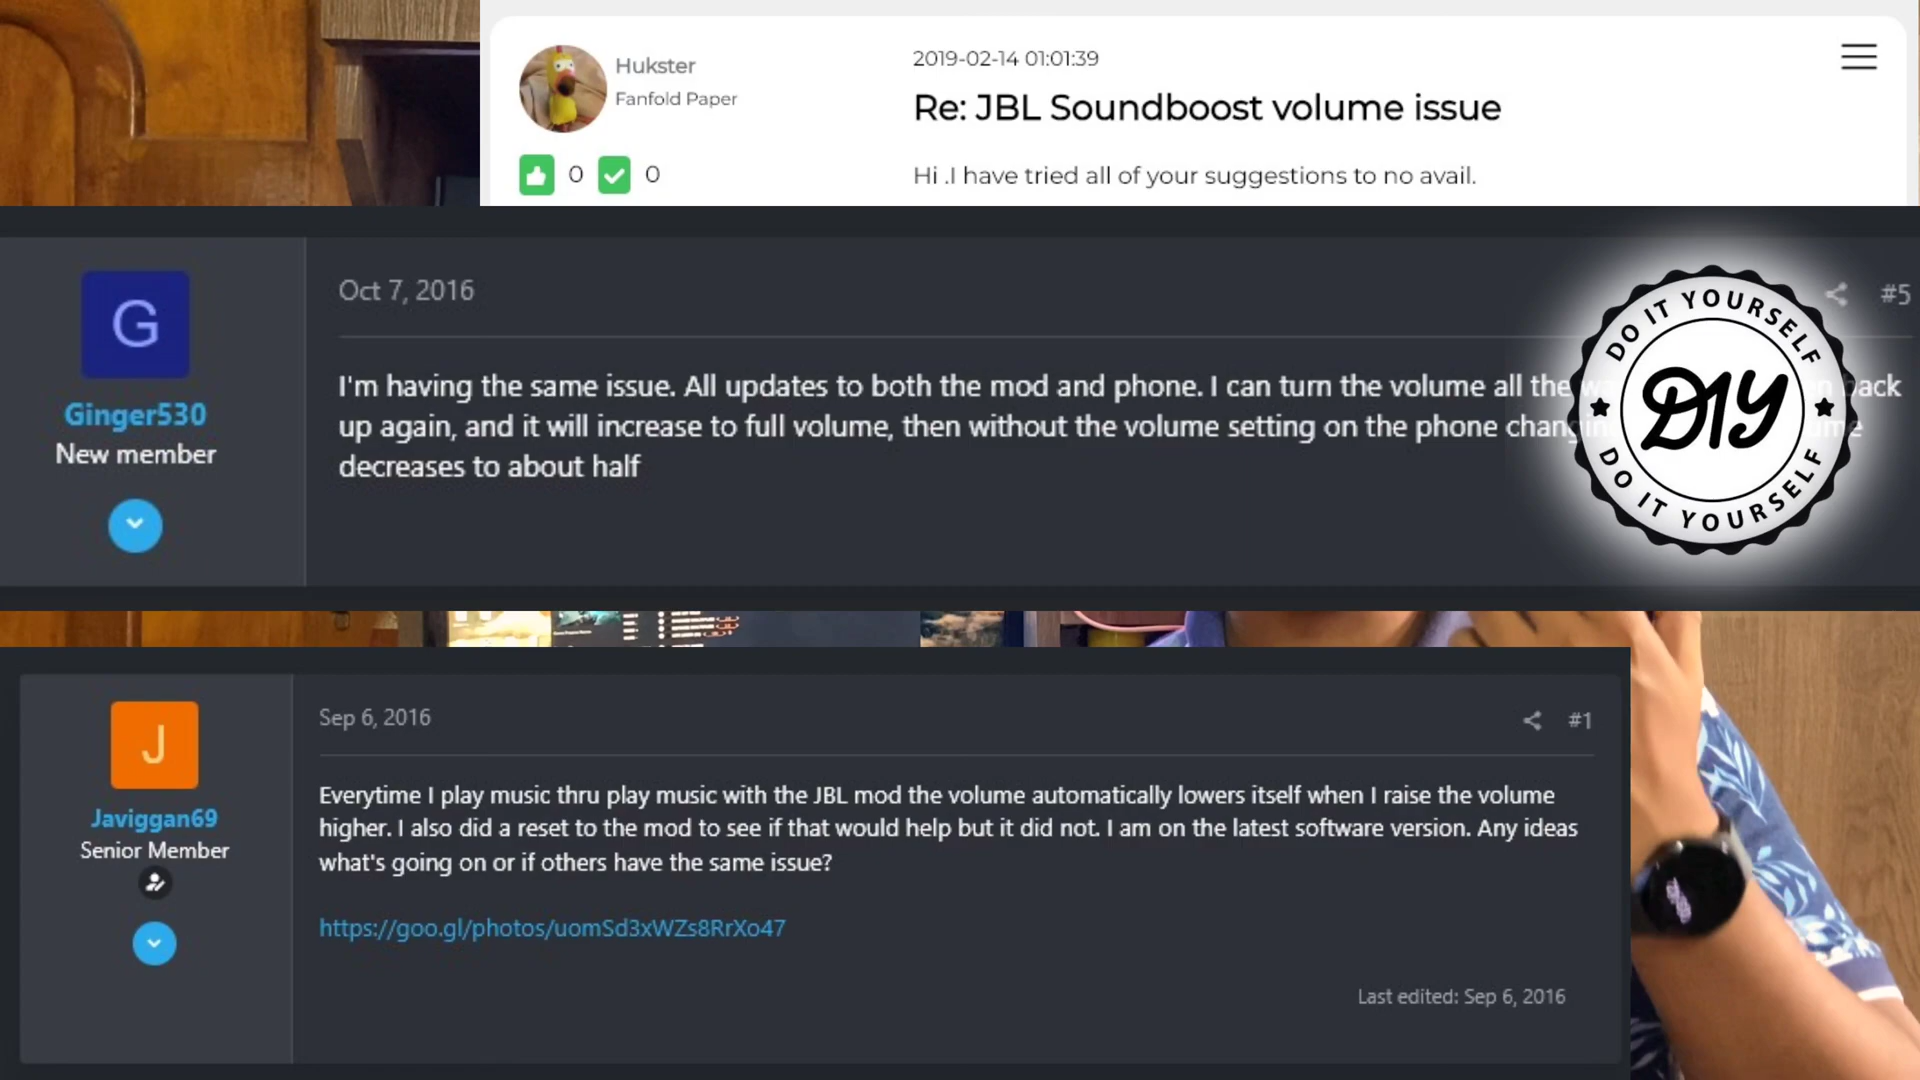 Hukster
Fanfold Paper
0 0
2019-02-14 01:01:39
Re: JBL Soundboost volume issue
Hi .I have tried all of your suggestions to no avail.
G
Ginger530
New member
Oct 7, 2016
#5
I'm having the same issue. All updates to both the mod and phone. I can turn the volume all the back
up again, and it will increase to full volume, then without the volume setting on the phone
decreases to about half
DO IT YOURSELF
DIY
DO IT YOURSELF
J
Javiggan69
Senior Member
Sep 6, 2016
#1
Everytime I play music thru play music with the JBL mod the volume automatically lowers itself when I raise the volume
higher. I also did a reset to the mod to see if that would help but it did not. I am on the latest software version. Any ideas
what's going on or if others have the same issue?
https://goo.gl/photos/uomSd3xWZs8RrXo47
Last edited: Sep 6, 2016